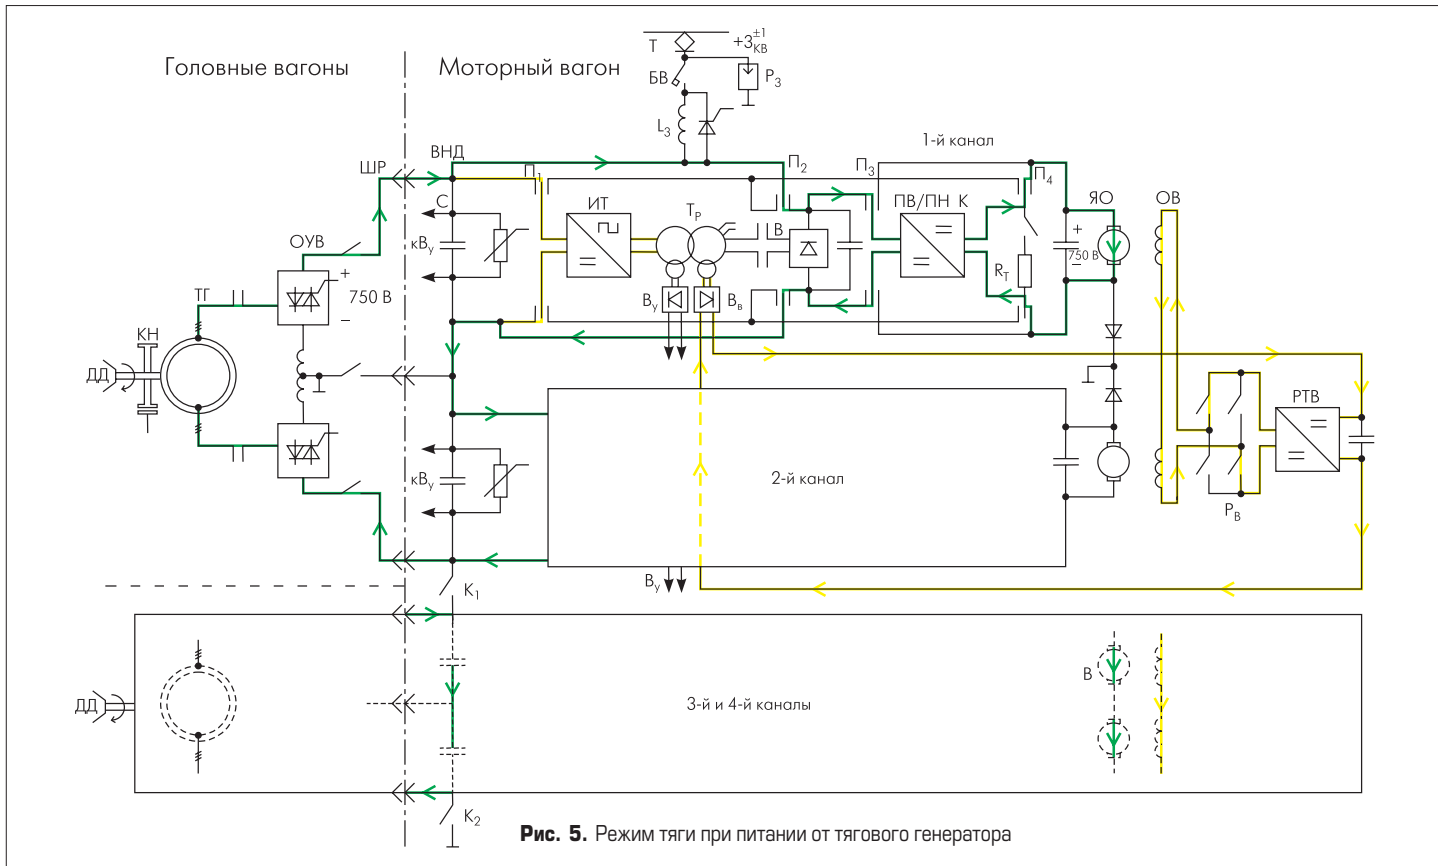 Головные вагоны
Моторный вагон
Т
+3±1 КВ
БВ
Р3
L3
1-й канал
ШР
ВНД
П1
П2
П3
П4
ЯО
ОВ
С
ИТ
ТР
В
ПВ/ПН К
кВу
ОУВ
+
750 В
−
+
750 В
−
RТ
ТГ
КН
ДД
Ву
Вв
РТВ
кВу
2-й канал
РВ
Ву
К1
ДД
В
3-й и 4-й каналы
К2
Рис. 5. Режим тяги при питании от тягового генератора